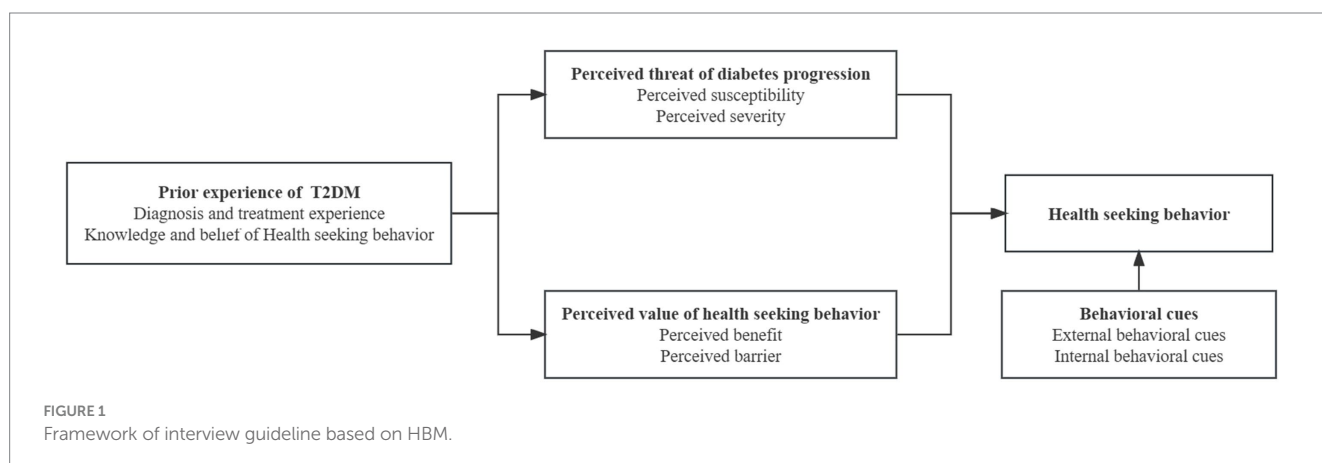 Perceived threat of diabetes progression
Perceived susceptibility
Perceived severity
Prior experience of T2DM
Diagnosis and treatment experience
Knowledge and belief of Health seeking behavior
Health seeking behavior
Perceived value of health seeking behavior
Perceived benefit
Perceived barrier
Behavioral cues
External behavioral cues
Internal behavioral cues
FIGURE 1
Framework of interview guideline based on HBM.